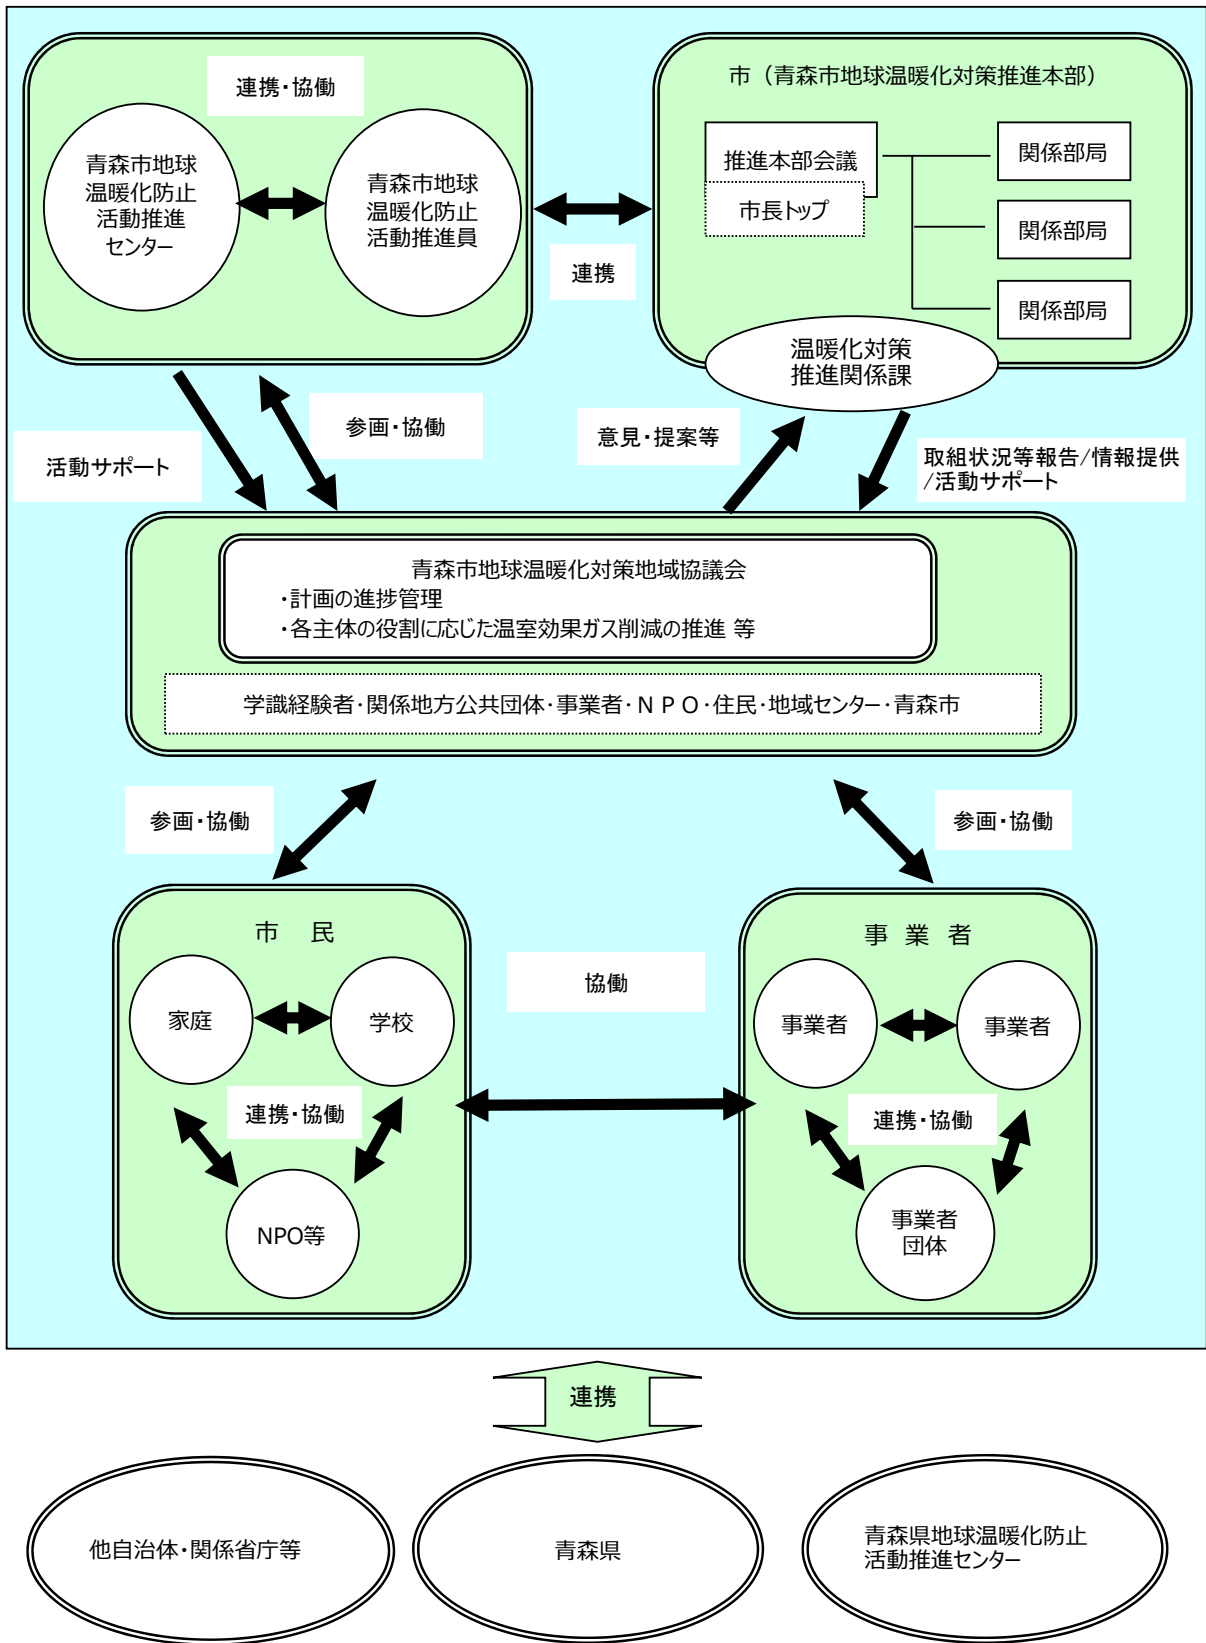 連携・協働
青森市地球
温暖化防止
活動推進
センター
青森市地球
温暖化防止
活動推進員
連携
市（青森市地球温暖化対策推進本部）
推進本部会議
市長トップ
関係部局
関係部局
関係部局
温暖化対策
推進関係課
活動サポート
参画・協働
意見・提案等
取組状況等報告/情報提供
/活動サポート
青森市地球温暖化対策地域協議会
・計画の進捗管理
・各主体の役割に応じた温室効果ガス削減の推進 等
学識経験者・関係地方公共団体・事業者・ＮＰＯ・住民・地域センター・青森市
参画・協働
参画・協働
市　民
家庭
学校
連携・協働
NPO等
協働
事 業 者
事業者
事業者
連携・協働
事業者
団体
連携
他自治体・関係省庁等
青森県
青森県地球温暖化防止
活動推進センター